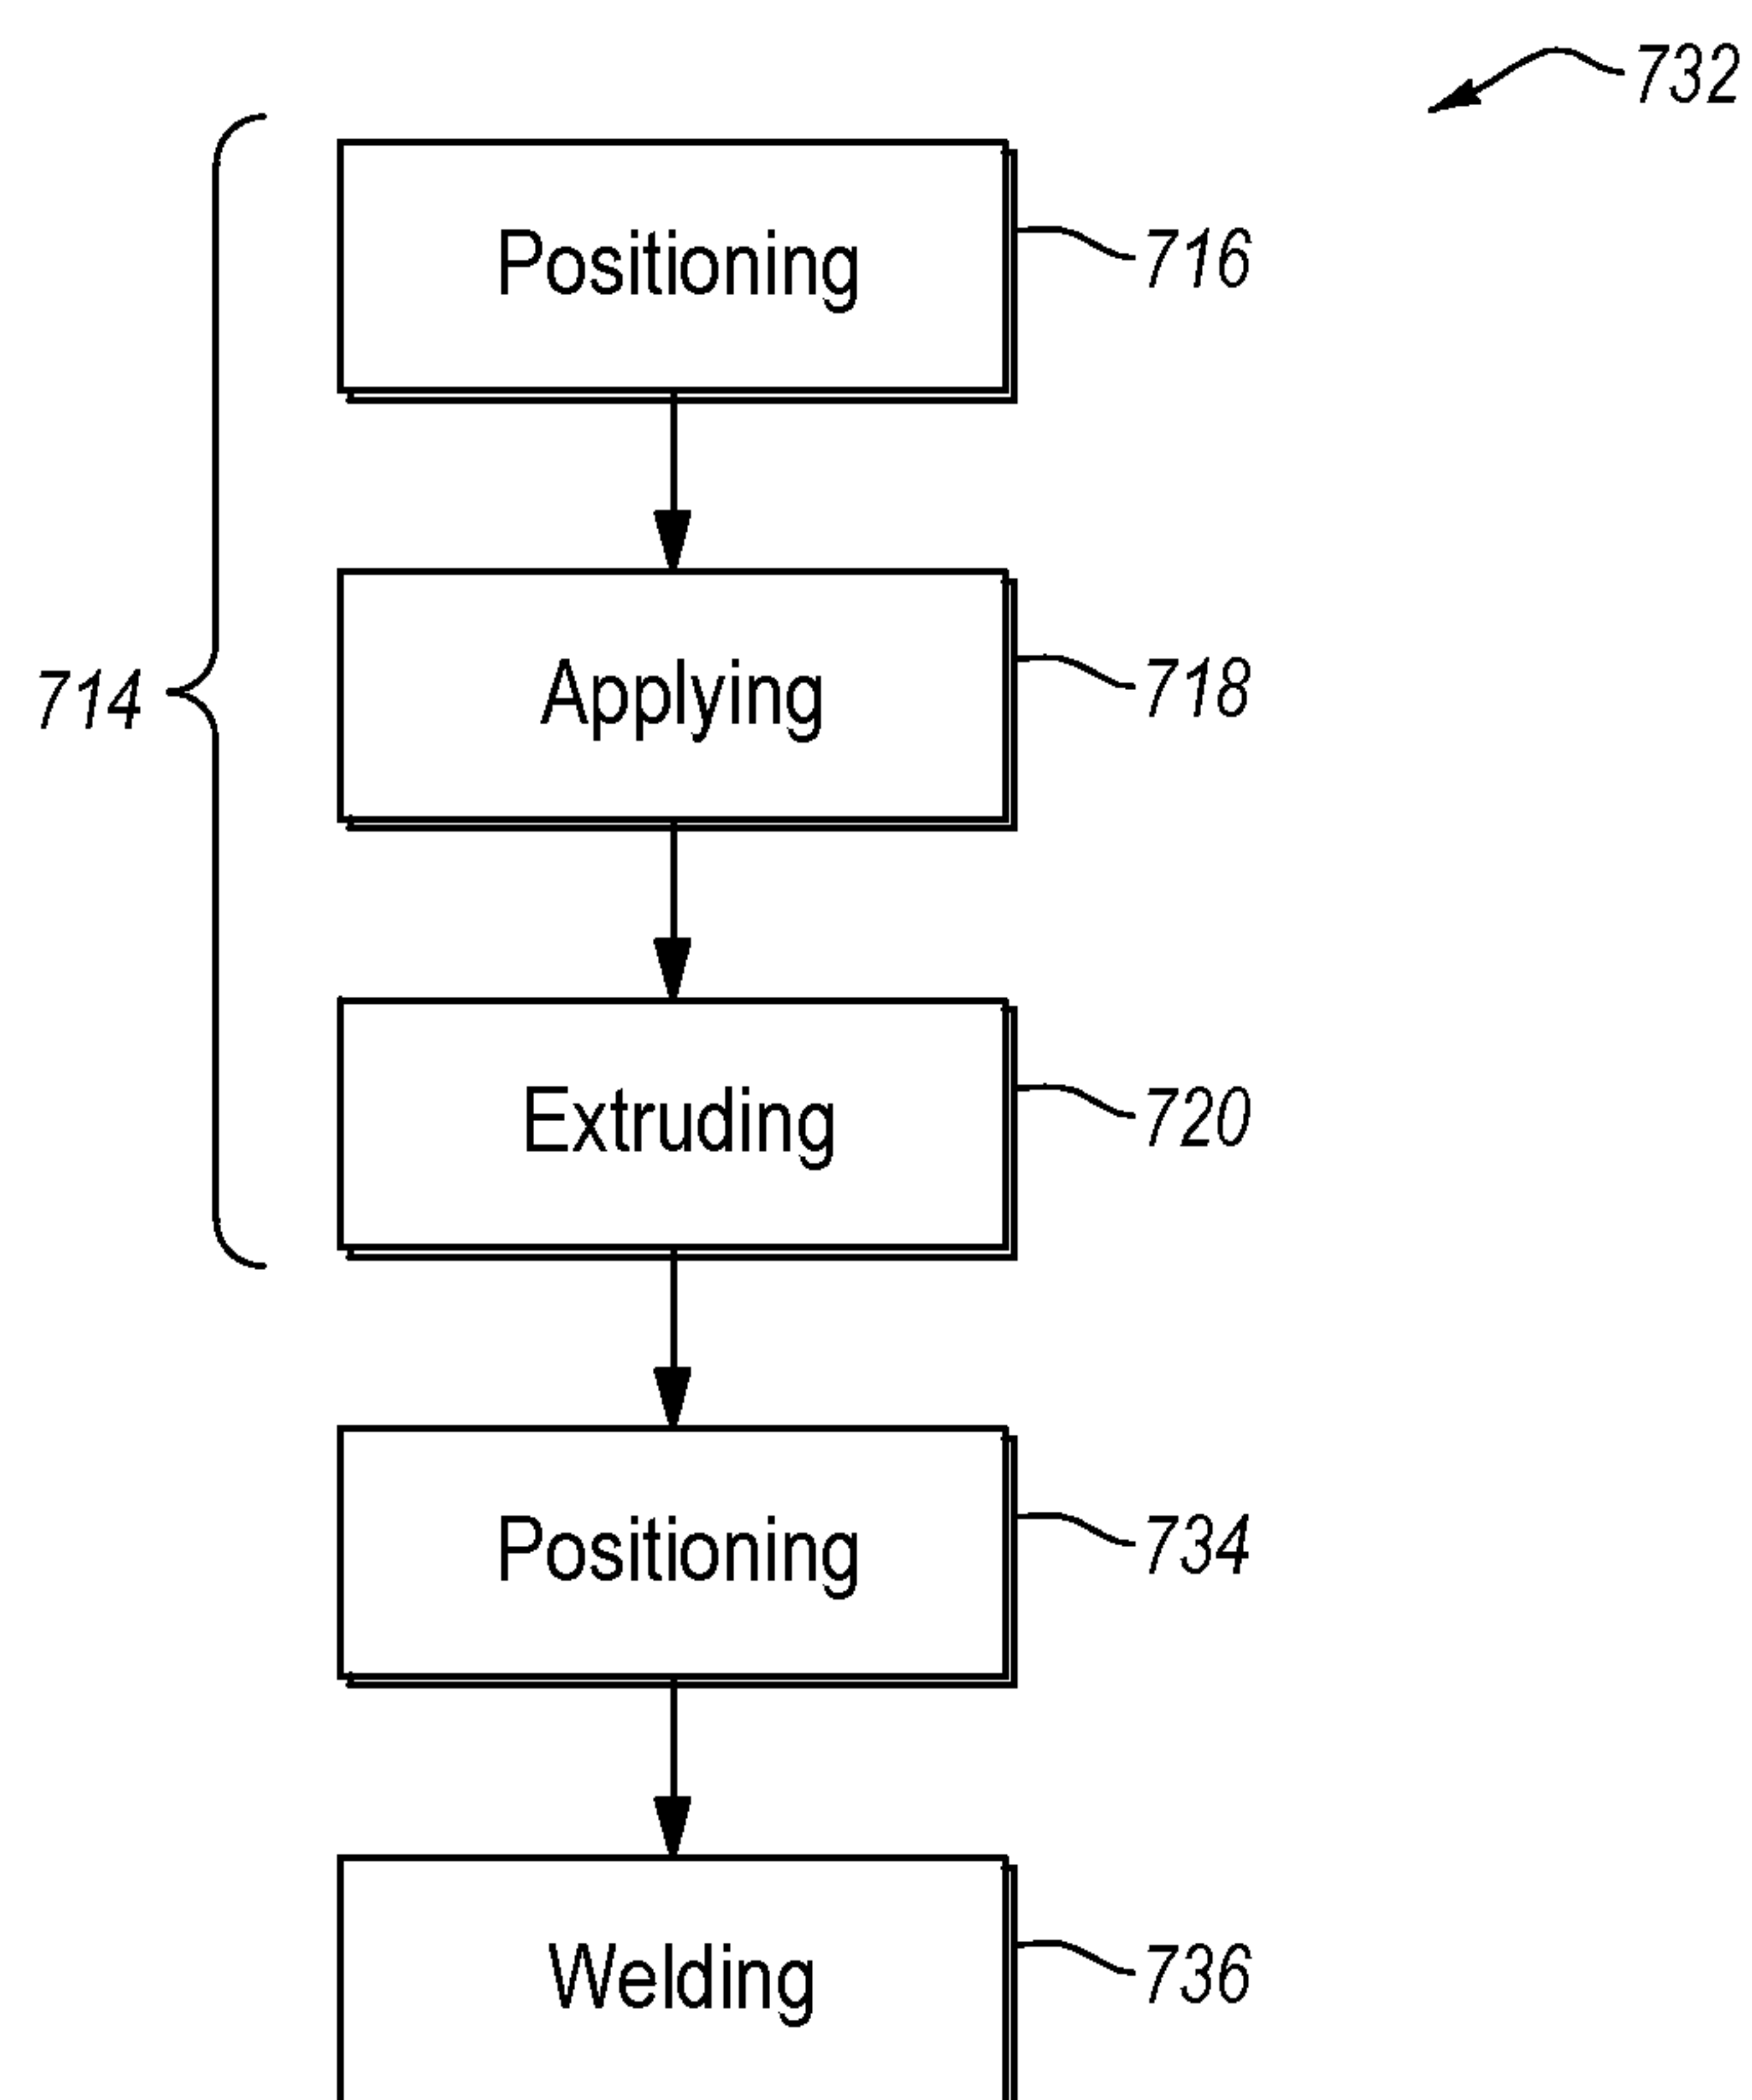 732
Positioning
716
Applying
718
714
Extruding
720
Positioning
734
Welding
736